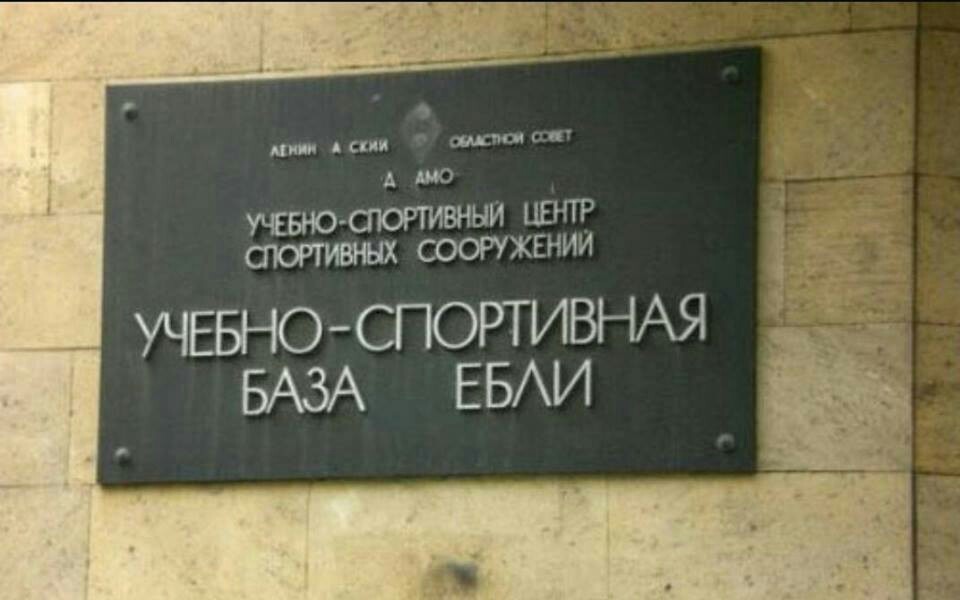 ЛЕНИН А СКИЙ ОБЛАСТНОЙ СОВЕТ
Д АМО
УЧЕБНО-СПОРТИВНЫЙ ЦЕНТР
СПОРТИВНЫХ СООРУЖЕНИЙ
УЧЕБНО-СПОРТИВНАЯ
БАЗА ЕБЛИ